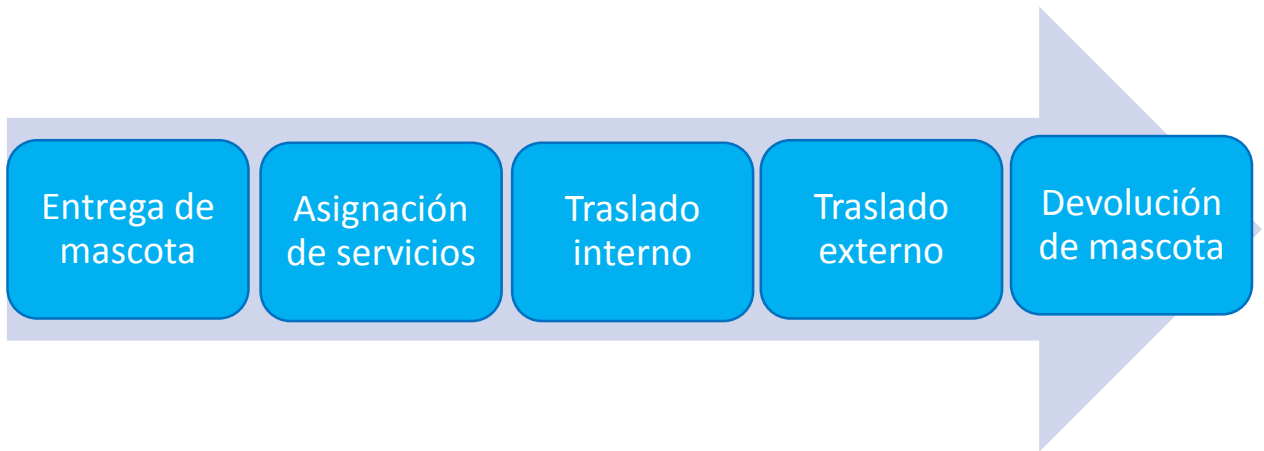 Entrega de
mascota
Asignación
de servicios
Traslado
interno
Traslado
externo
Devolución
de mascota